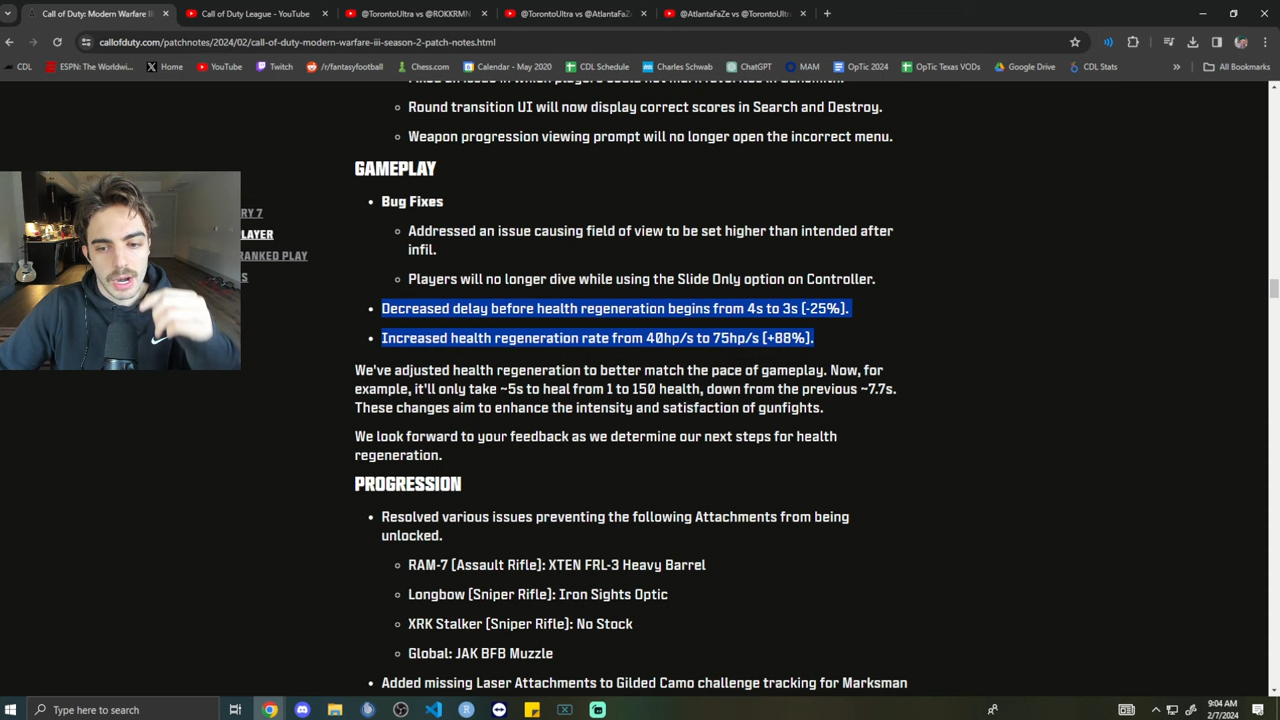 Call of Duty: Modern Warfare II
Call of Duty League - YouTube
@TorontoUltra vs @ROKKRMN
@TorontoUltra vs @AtlantaFaZe
@AtlantaFaZe vs @TorontoUltra
callofduty.com/patchnotes/2024/02/call-of-duty-modern-warfare-iii-season-2-patch-notes.html
CDL
ESPN: The Worldwi...
Home
YouTube
Twitch
/r/fantasyfootball
Chess.com
Calendar - May 2020
CDL Schedule
Charles Schwab
ChatGPT
MAM
OpTic 2024
OpTic Texas VODs
Google Drive
CDL Stats
»
All Bookmarks
Round transition UI will now display correct scores in Search and Destroy.
Weapon progression viewing prompt will no longer open the incorrect menu.
GAMEPLAY
Bug Fixes
RY 7
Addressed an issue causing field of view to be set higher than intended after
LAYER
infil.
RANKED PLAY
S
Players will no longer dive while using the Slide Only option on Controller.
Decreased delay before health regeneration begins from 4s to 3s (-25%).
Increased health regeneration rate from 40hp/s to 75hp/s (+88%).
We've adjusted health regeneration to better match the pace of gameplay. Now, for
example, it'll only take ~5s to heal from 1 to 150 health, down from the previous ~7.7s.
These changes aim to enhance the intensity and satisfaction of gunfights.
We look forward to your feedback as we determine our next steps for health
regeneration.
PROGRESSION
Resolved various issues preventing the following Attachments from being
unlocked.
RAM-7 (Assault Rifle): XTEN FRL-3 Heavy Barrel
Longbow (Sniper Rifle): Iron Sights Optic
XRK Stalker (Sniper Rifle): No Stock
Global: JAK BFB Muzzle
Added missing Laser Attachments to Gilded Camo challenge tracking for Marksman
Type here to search
9:04 AM
2/7/2024